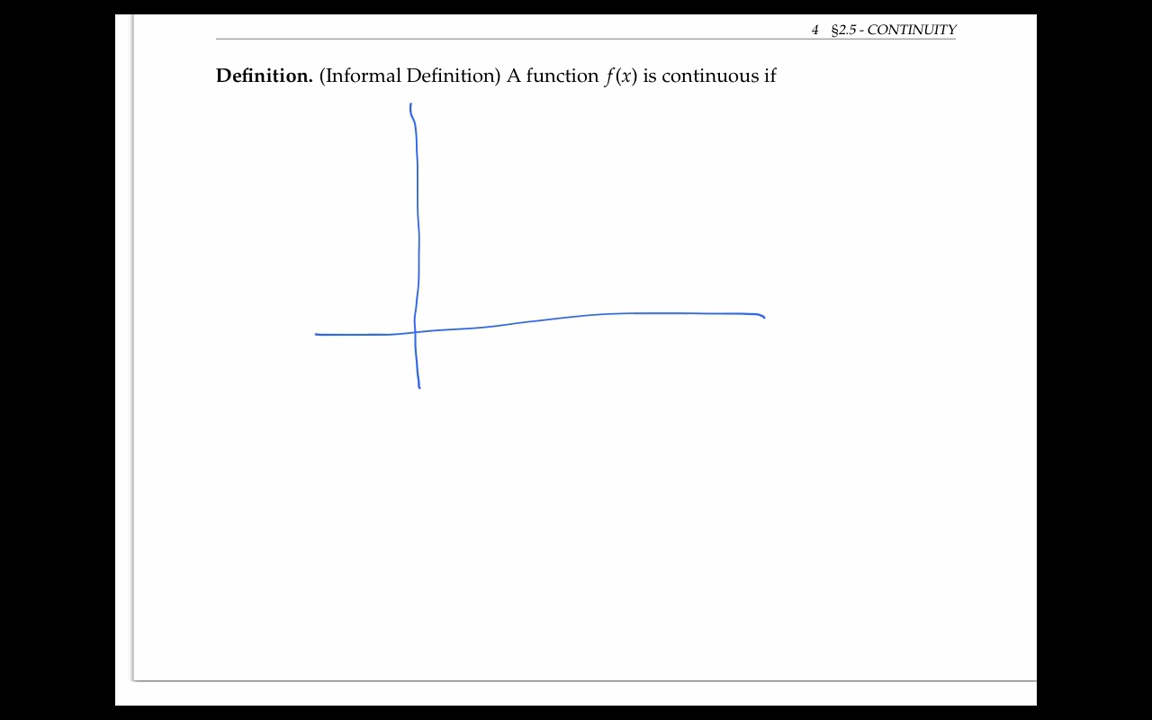 4 §2.5 - CONTINUITY
Definition. (Informal Definition) A function f(x) is continuous if